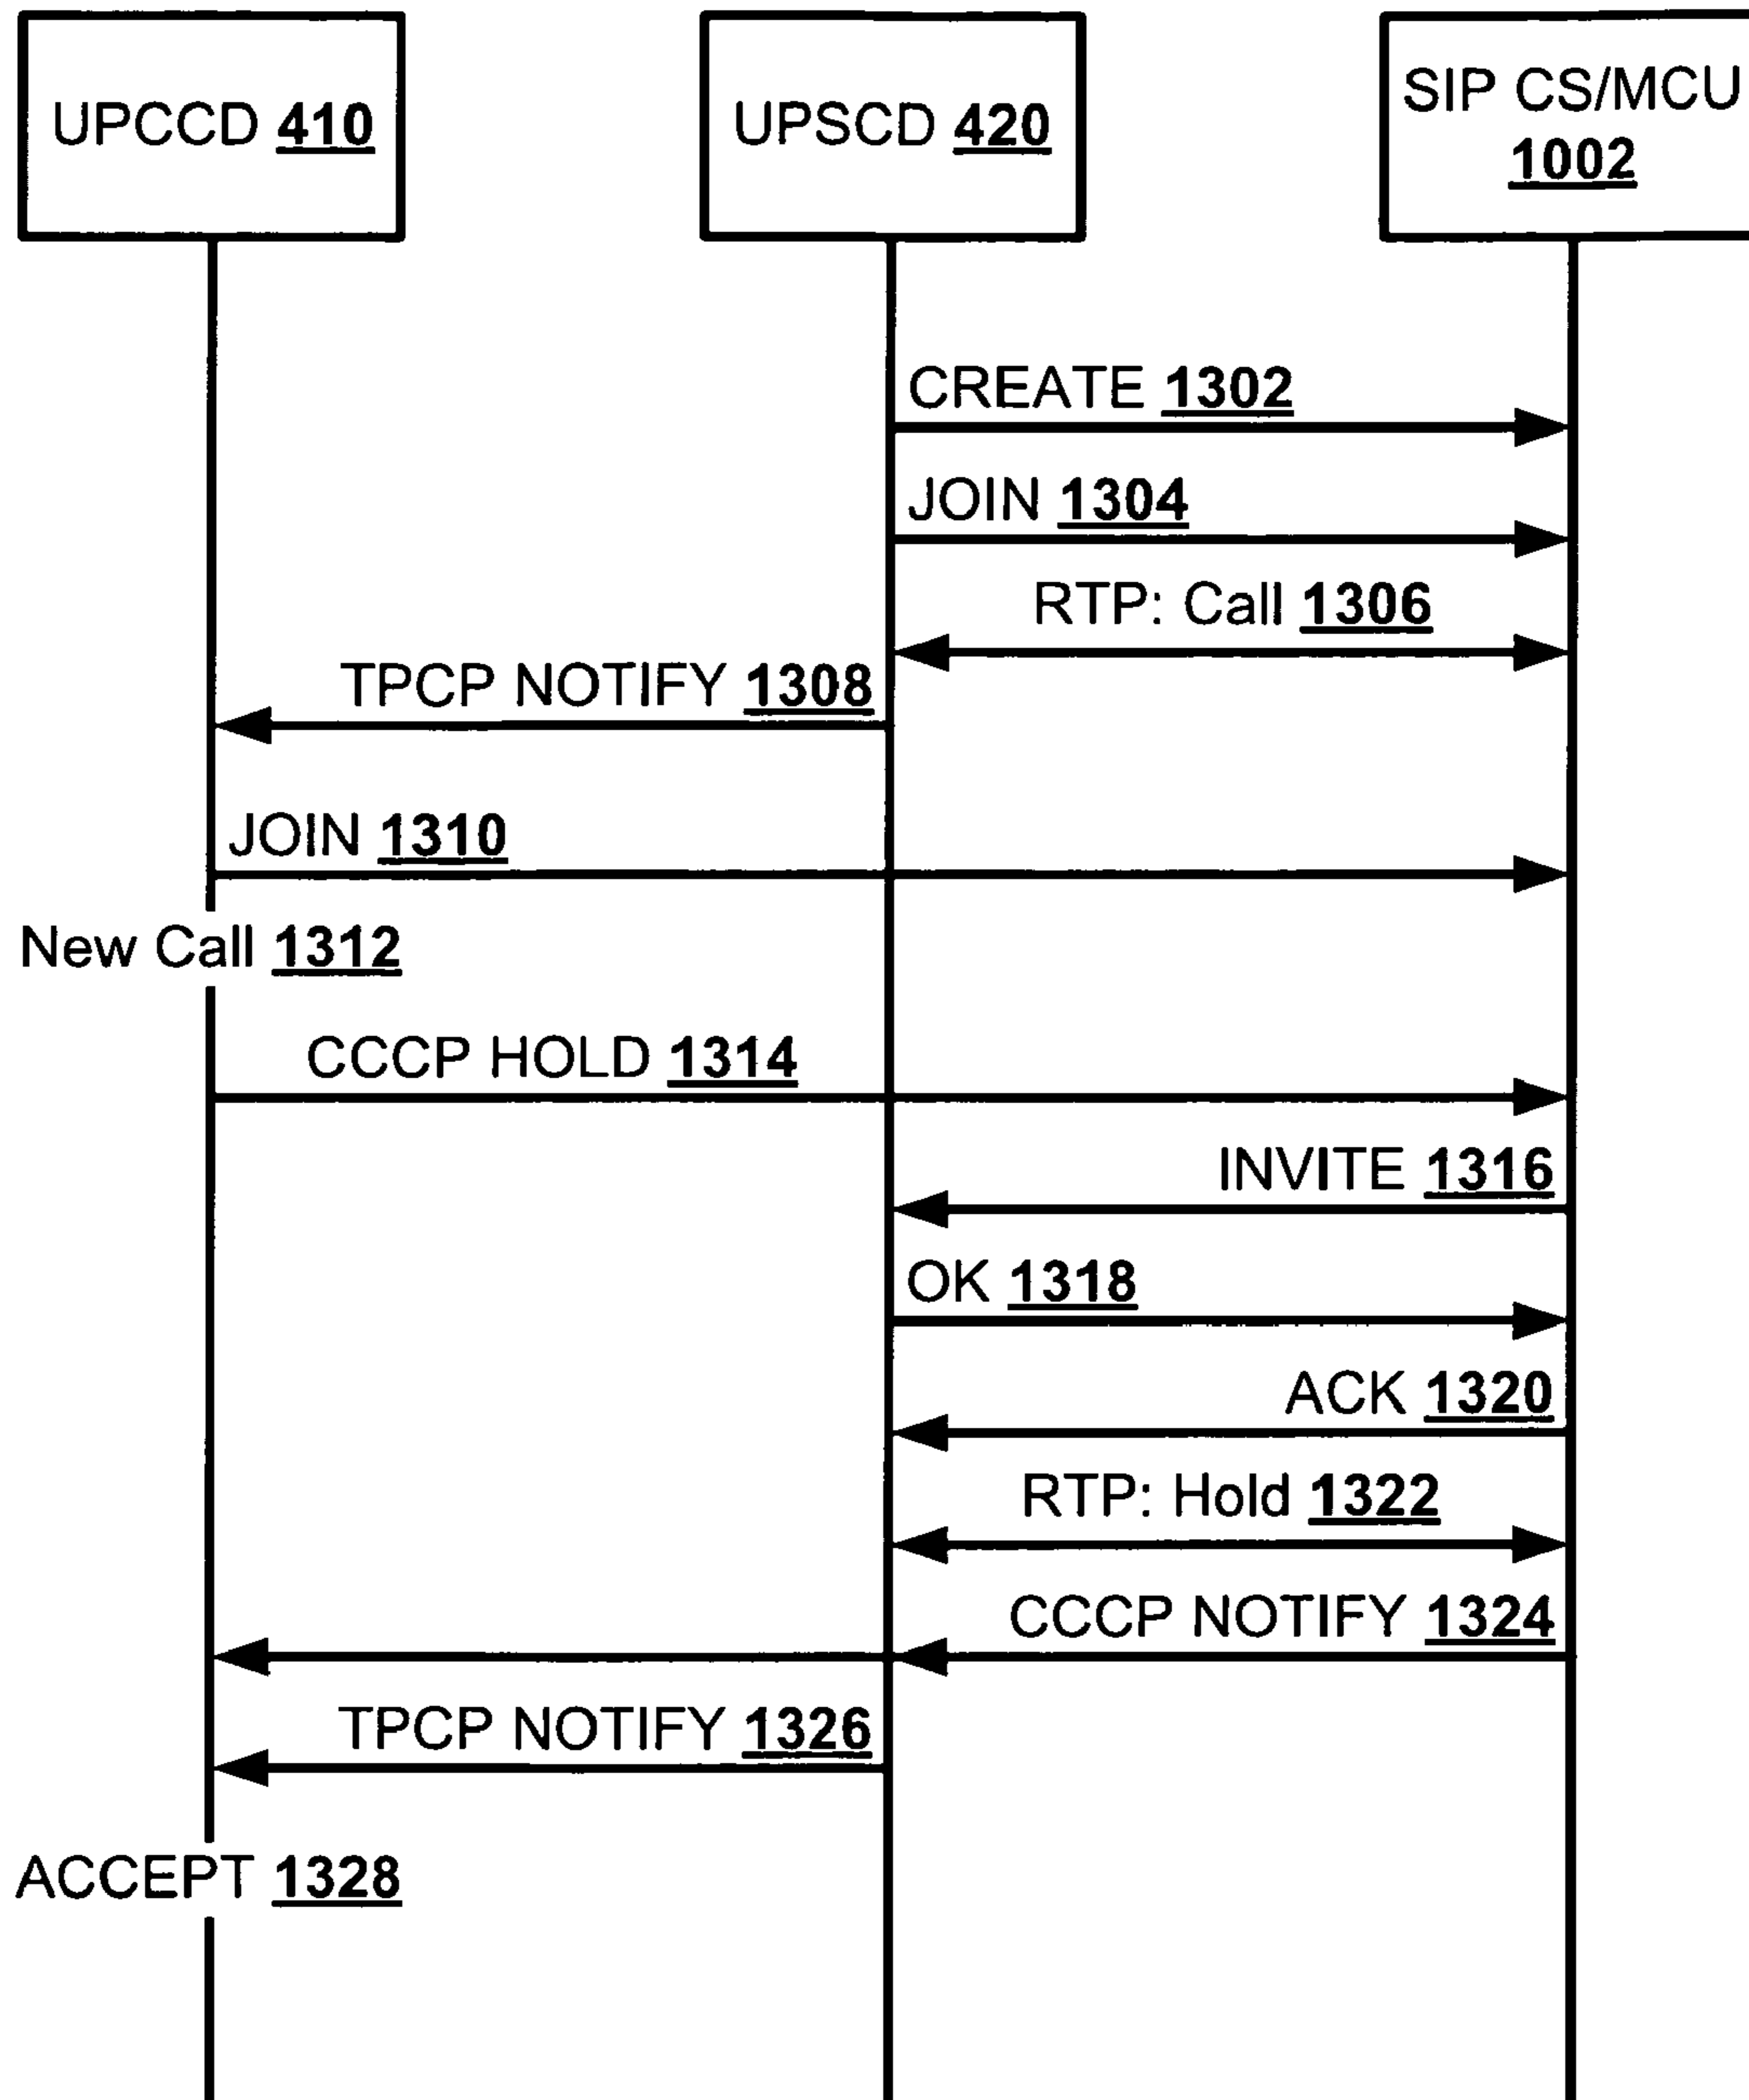 UPCCD 410
UPSCD 420
SIP CS/MCU
1002
CREATE 1302
JOIN 1304
RTP: Call 1306
TPCP NOTIFY 1308
JOIN 1310
New Call 1312
CCCP HOLD 1314
INVITE 1316
OK 1318
ACK 1320
RTP: Hold 1322
CCCP NOTIFY 1324
TPCP NOTIFY 1326
ACCEPT 1328